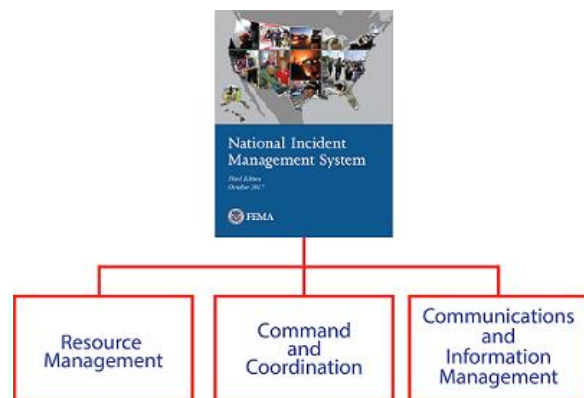 National Incident
Management System
Third Edition
October 2017
FEMA
Resource
Management
Command
and
Coordination
Communications
and
Information
Management